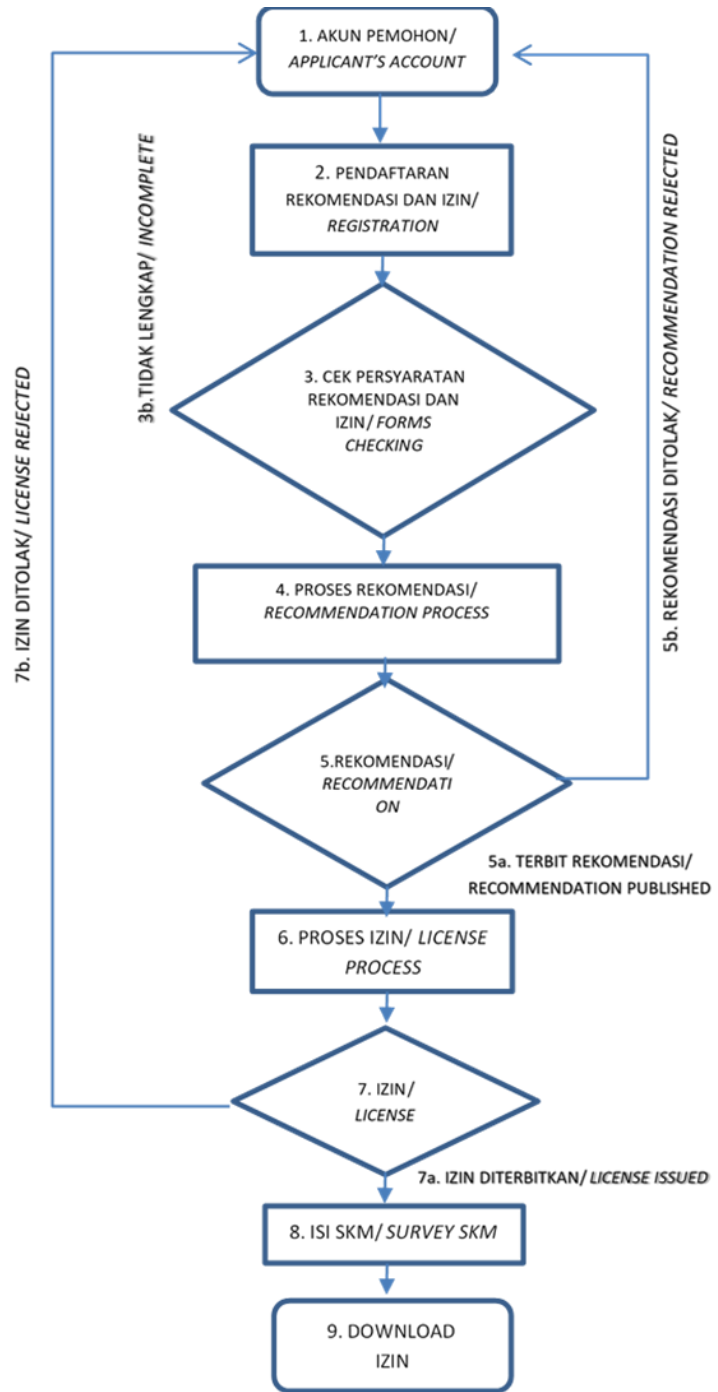 1. AKUN PEMOHON/
APPLICANT'S ACCOUNT
2. PENDAFTARAN
REKOMENDASI DAN IZIN/
REGISTRATION
3b.TIDAK LENGKAP/ INCOMPLETE
3. CEK PERSYARATAN
REKOMENDASI DAN
IZIN/ FORMS
CHECKING
5b. REKOMENDASI DITOLAK/ RECOMMENDATION REJECTED
7b. IZIN DITOLAK/ LICENSE REJECTED
4. PROSES REKOMENDASI/
RECOMMENDATION PROCESS
5.REKOMENDASI/
RECOMMENDATI
ON
5a. TERBIT REKOMENDASI/
RECOMMENDATION PUBLISHED
6. PROSES IZIN/ LICENSE
PROCESS
7. IZIN/
LICENSE
7a. IZIN DITERBITKAN/ LICENSE ISSUED
8. ISI SKM/ SURVEY SKM
9. DOWNLOAD
IZIN